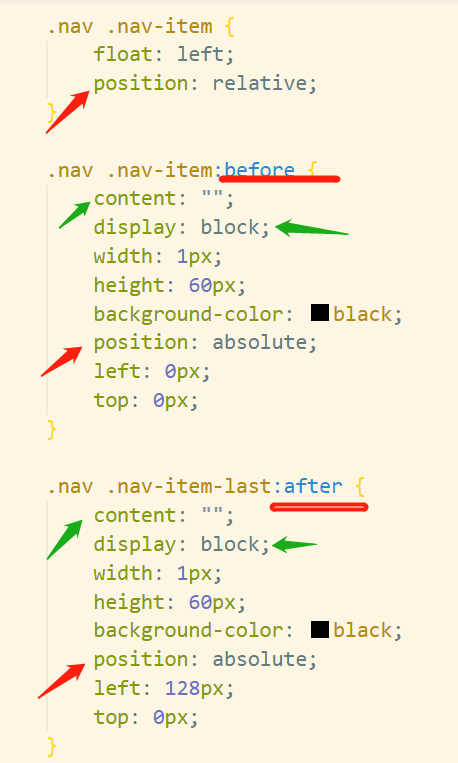 .nav .nav-item {
float: left;
position: relative;
}
.nav .nav-item:before {
content: "";
display: block;
width: 1px;
height: 60px;
background-color: black;
position: absolute;
left: 0px;
top: 0px;
}
.nav .nav-item-last:after {
content: "";
display: block;
width: 1px;
height: 60px;
background-color: black;
position: absolute;
left: 128px;
top: 0px;
}